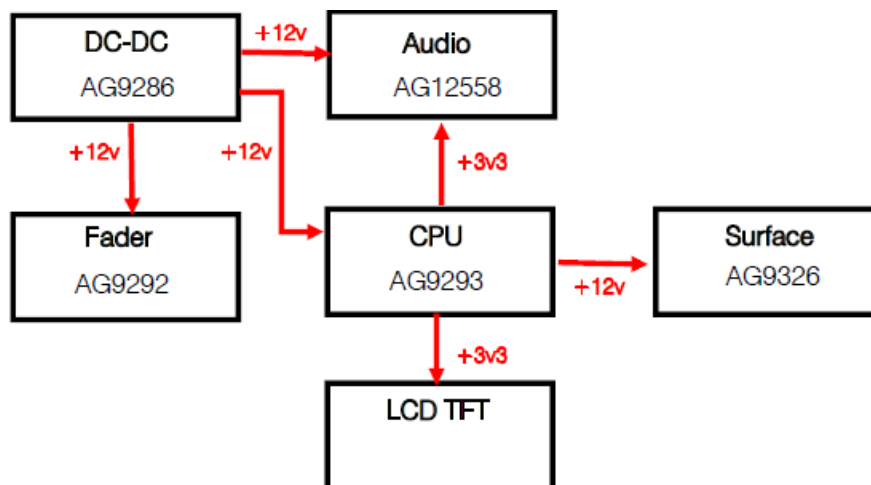 DC-DC
AG9286
+12v
Audio
AG12558
+12v
+12v
+3v3
Fader
AG9292
CPU
AG9293
+12v
Surface
AG9326
+3v3
LCD TFT